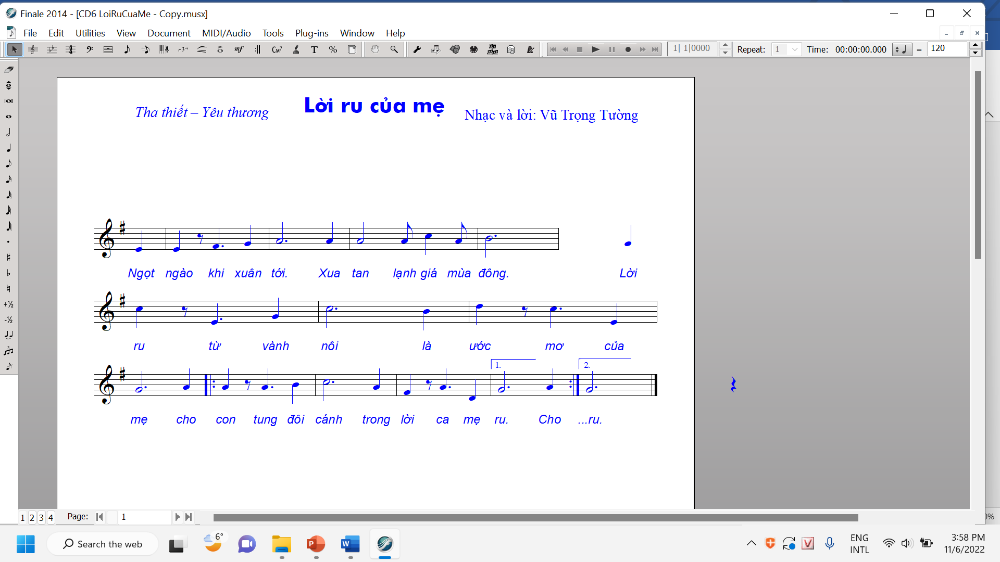 Finale 2014 - [CD6 LoiRuCuaMe - Copy.musx]
File Edit Utilities View Document MIDI/Audio Tools Plug-ins Window Help
1| 1|0000 Repeat: 1 Time: 00:00:00.000 = 120
Tha thiết – Yêu thương
Lời ru của mẹ
Nhạc và lời: Vũ Trọng Tường
Ngọt ngào khi xuân tới. Xua tan lạnh giá mùa đông. Lời
ru từ vành nôi là ước mơ của
1. 2.
mẹ cho con tung đôi cánh trong lời ca mẹ ru. Cho ...ru.
1 2 3 4 Page: 1
0%
6°
Search the web
ENG
INTL
3:58 PM
11/6/2022